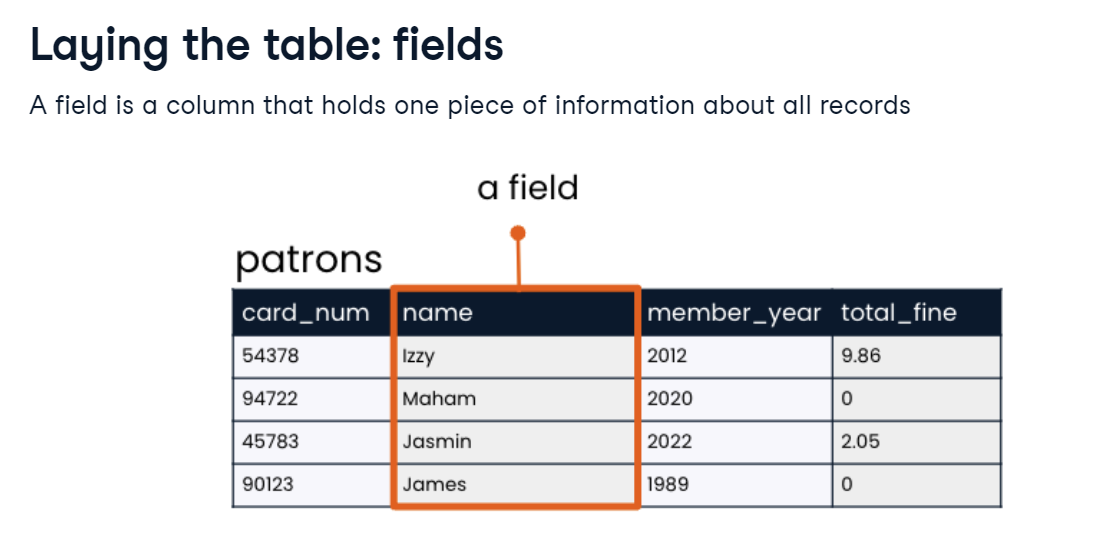 Laying the table: fields
A field is a column that holds one piece of information about all records
a field
patrons
card_num name member_year total_fine
54378 Izzy 2012 9.86
94722 Maham 2020 0
45783 Jasmin 2022 2.05
90123 James 1989 0